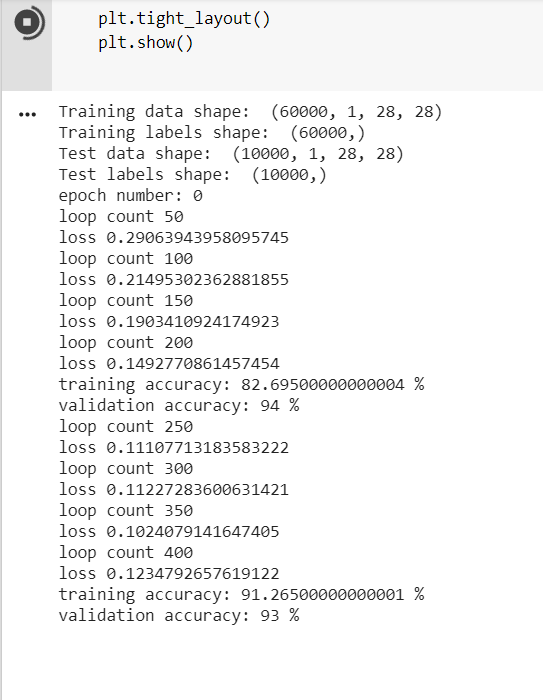 plt.tight_layout()
plt.show()
Training data shape:  (60000, 1, 28, 28)
Training labels shape:  (60000,)
Test data shape:  (10000, 1, 28, 28)
Test labels shape:  (10000,)
epoch number: 0
loop count 50
loss 0.29063943958095745
loop count 100
loss 0.21495302362881855
loop count 150
loss 0.1903410924174923
loop count 200
loss 0.1492770861457454
training accuracy: 82.69500000000004 %
validation accuracy: 94 %
loop count 250
loss 0.11107713183583222
loop count 300
loss 0.11227283600631421
loop count 350
loss 0.1024079141647405
loop count 400
loss 0.1234792657619122
training accuracy: 91.26500000000001 %
validation accuracy: 93 %